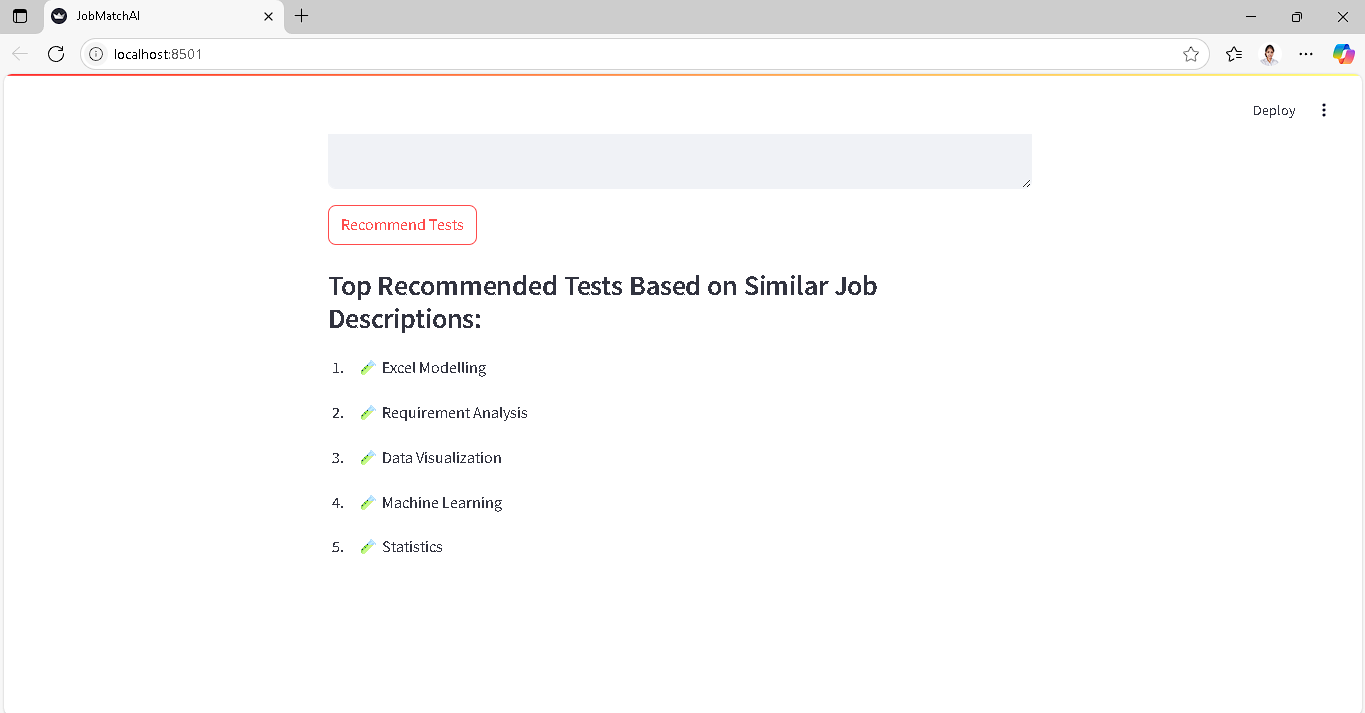 JobMatchAI
localhost:8501
Deploy
Recommend Tests
Top Recommended Tests Based on Similar Job
Descriptions:
1. Excel Modelling
2. Requirement Analysis
3. Data Visualization
4. Machine Learning
5. Statistics